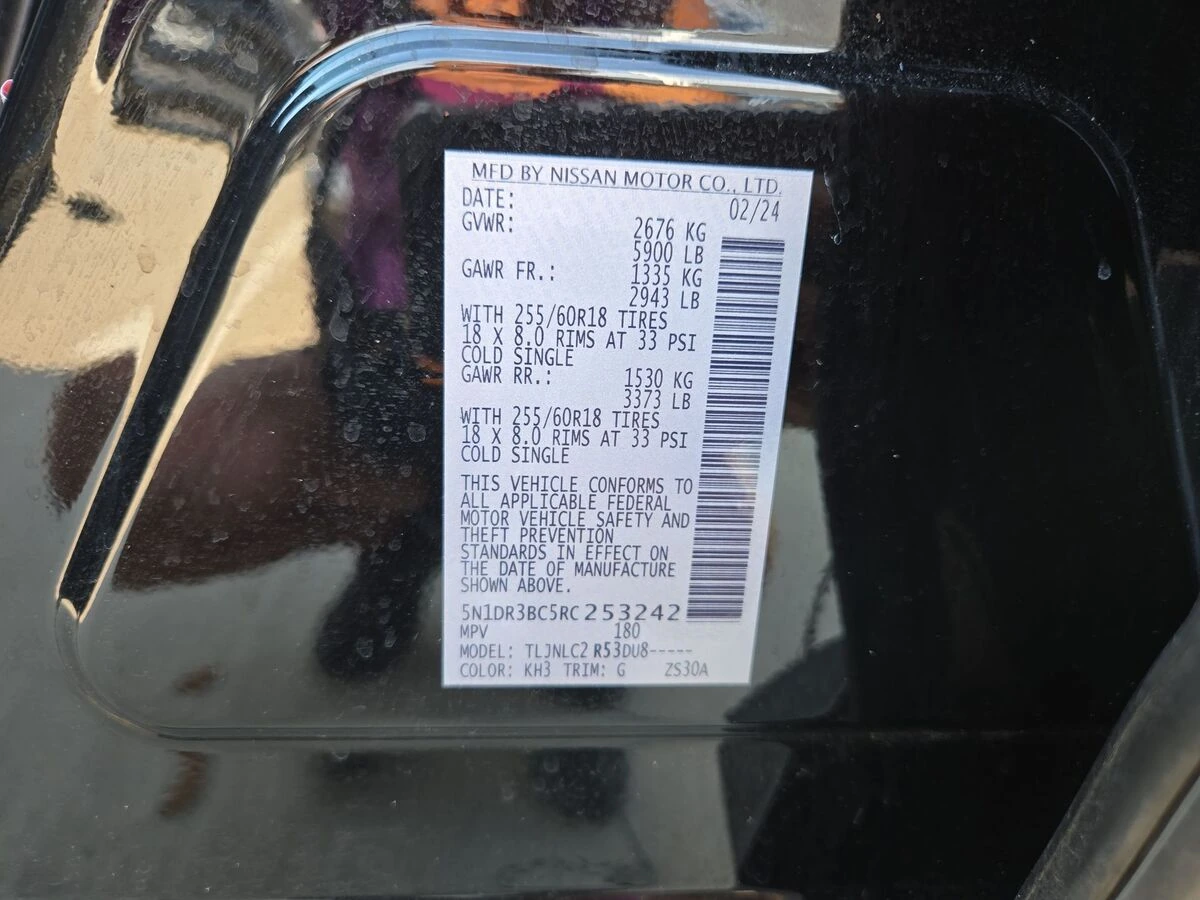 MFD BY NISSAN MOTOR CO., LTD.
DATE: 02/24
GVWR: 2676 KG
5900 LB
GAWR FR.: 1335 KG
2943 LB
WITH 255/60R18 TIRES
18 X 8.0 RIMS AT 33 PSI
COLD SINGLE
GAWR RR.: 1530 KG
3373 LB
WITH 255/60R18 TIRES
18 X 8.0 RIMS AT 33 PSI
COLD SINGLE
THIS VEHICLE CONFORMS TO
ALL APPLICABLE FEDERAL
MOTOR VEHICLE SAFETY AND
THEFT PREVENTION
STANDARDS IN EFFECT ON
THE DATE OF MANUFACTURE
SHOWN ABOVE.
5N1DR3BC5RC253242
MPV 180
MODEL: TLJNLC2 R53DU8-----
COLOR: KH3 TRIM: G ZS30A